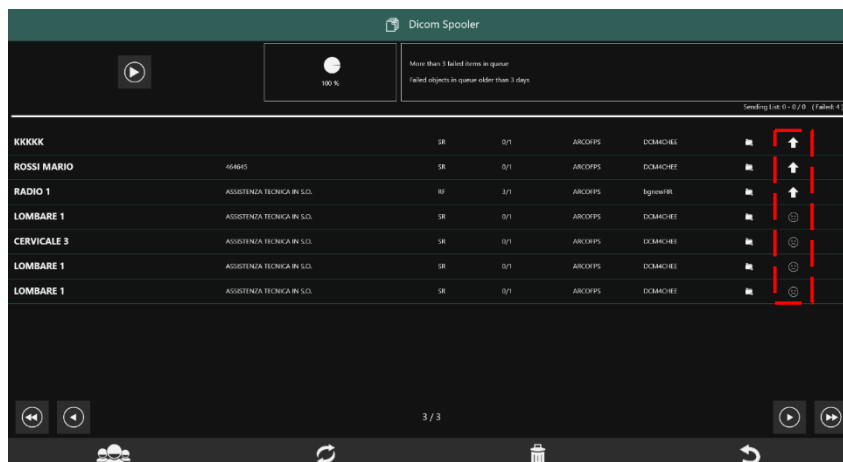 Dicom Spooler
100 %
More than 3 failed items in queue
Failed objects in queue older than 3 days
Sending List: 0 - 0 / 0 ( Failed: 4 )
KKKKK SR 0/1 ARCOFPS DCM4CHEE
ROSSI MARIO 464645 SR 0/1 ARCOFPS DCM4CHEE
RADIO 1 ASSISTENZA TECNICA IN S.O. RF 3/1 ARCOFPS bgnewFIR
LOMBARE 1 ASSISTENZA TECNICA IN S.O. SR 0/1 ARCOFPS DCM4CHEE
CERVICALE 3 ASSISTENZA TECNICA IN S.O. SR 0/1 ARCOFPS DCM4CHEE
LOMBARE 1 ASSISTENZA TECNICA IN S.O. SR 0/1 ARCOFPS DCM4CHEE
LOMBARE 1 ASSISTENZA TECNICA IN S.O. SR 0/1 ARCOFPS DCM4CHEE
3 / 3